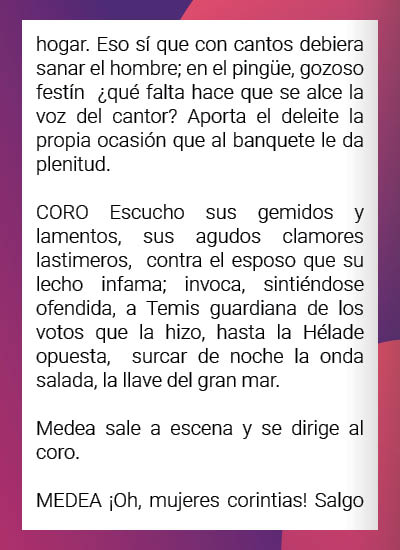 hogar. Eso sí que con cantos debiera
sanar el hombre; en el pingüe, gozoso
festín ¿qué falta hace que se alce la
voz del cantor? Aporta el deleite la
propia ocasión que al banquete le da
plenitud.
CORO Escucho sus gemidos y
lamentos, sus agudos clamores
lastimeros, contra el esposo que su
lecho infama; invoca, sintiéndose
ofendida, a Temis guardiana de los
votos que la hizo, hasta la Hélade
opuesta, surcar de noche la onda
salada, la llave del gran mar.
Medea sale a escena y se dirige al
coro.
MEDEA ¡Oh, mujeres corintias! Salgo